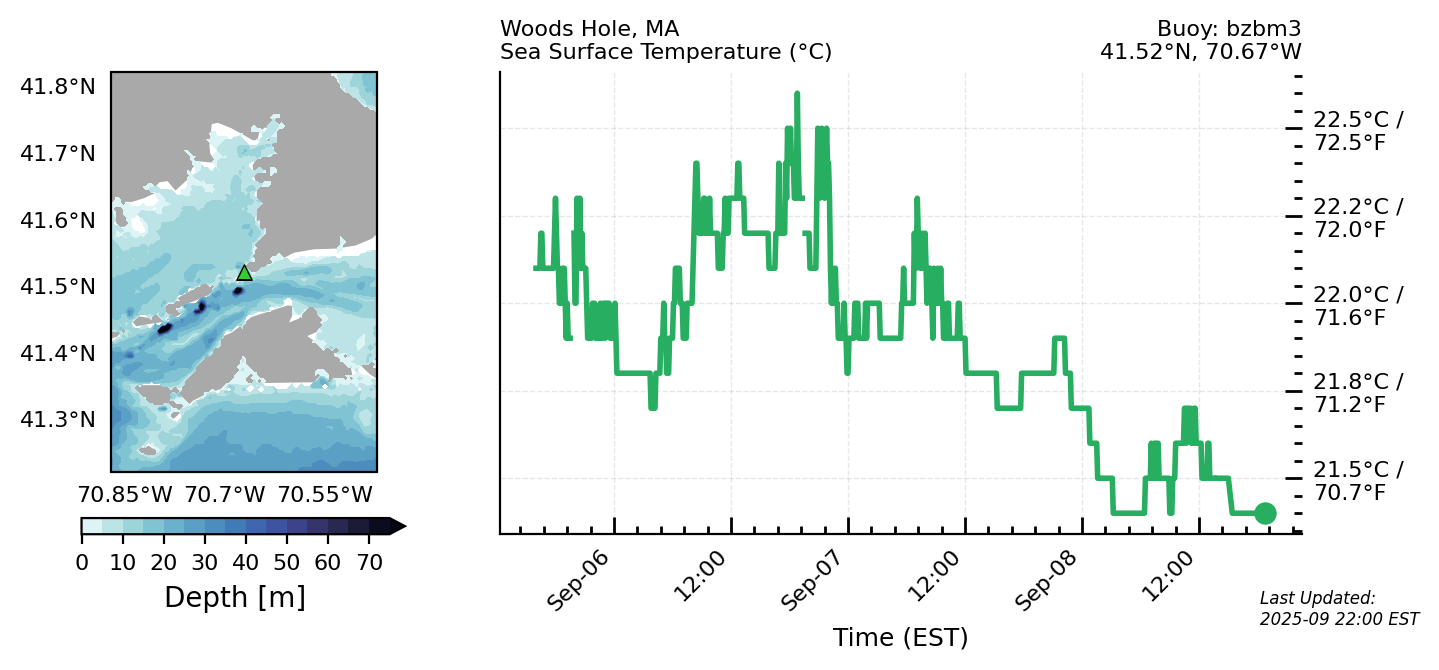 Woods Hole, MA
Sea Surface Temperature (°C)
Buoy: bzbm3
41.52°N, 70.67°W
41.8°N
41.7°N
41.6°N
41.5°N
41.4°N
41.3°N
70.85°W 70.7°W 70.55°W
0 10 20 30 40 50 60 70
Depth [m]
22.5°C /
72.5°F
22.2°C /
72.0°F
22.0°C /
71.6°F
21.8°C /
71.2°F
21.5°C /
70.7°F
Sep-06 12:00 Sep-07 12:00 Sep-08 12:00
Time (EST)
Last Updated:
2025-09 22:00 EST